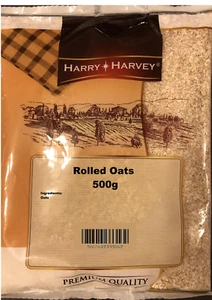 HARRY HARVEY
Rolled Oats
500g
Ingredients:
Oats
PREMIUM QUALITY